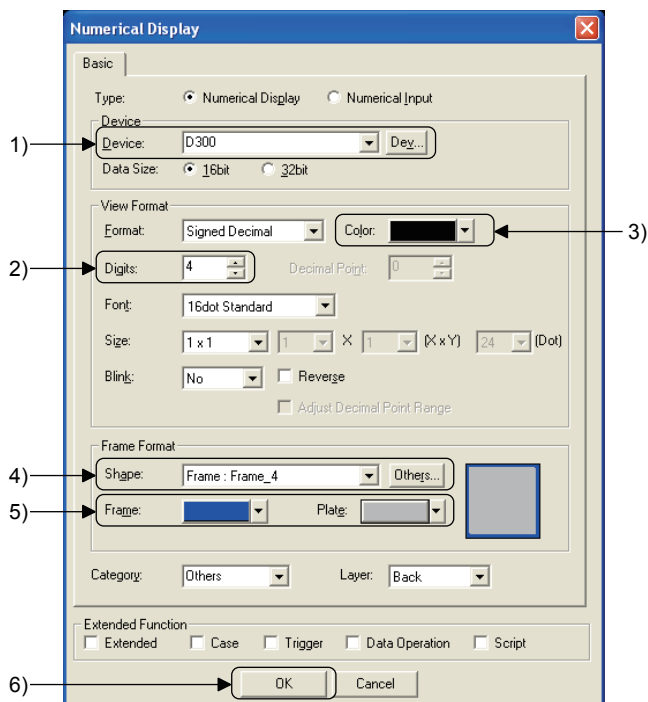 Numerical Display
Basic
Type: Numerical Display Numerical Input
Device
1) Device: D300 Dev...
Data Size: 16bit 32bit
View Format
Format: Signed Decimal Color: 3)
2) Digits: 4 Decimal Point: 0
Font: 16dot Standard
Size: 1 x 1 1 X 1 (X x Y) 24 (Dot)
Blink: No Reverse
Adjust Decimal Point Range
Frame Format
4) Shape: Frame : Frame_4 Others...
5) Frame: Plate:
Category: Others Layer: Back
Extended Function
Extended Case Trigger Data Operation Script
6) OK Cancel